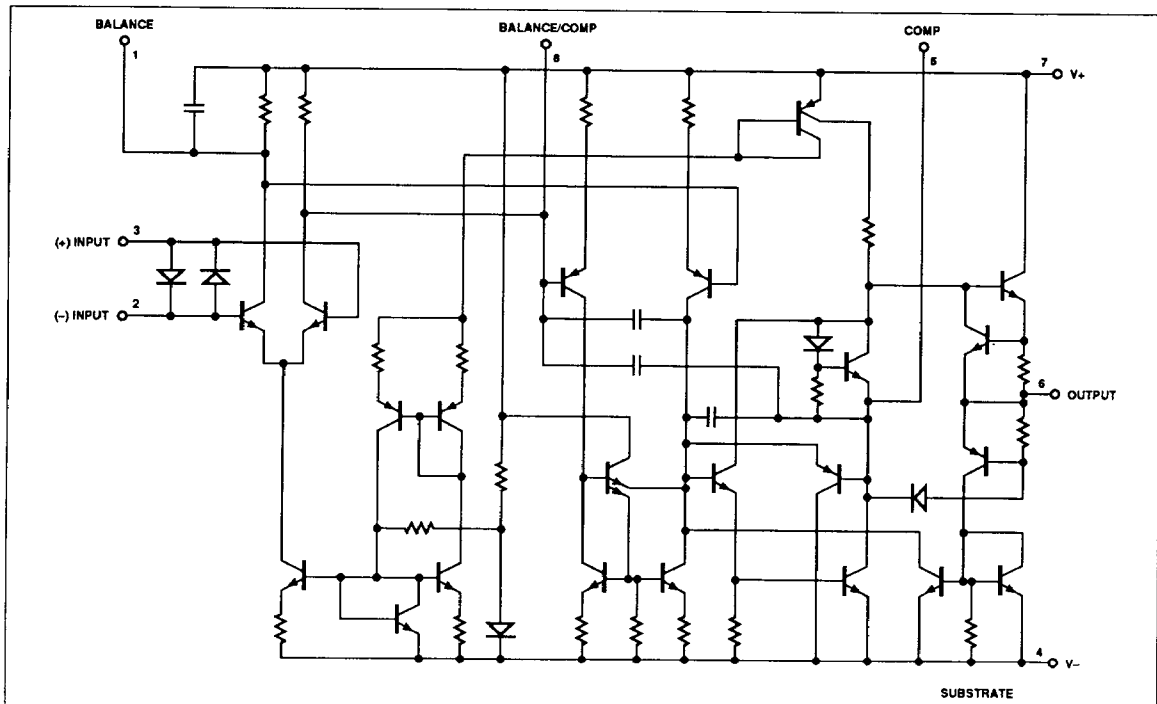 BALANCE
1
BALANCE/COMP
8
COMP
5
7
V+
3
(+) INPUT
2
(-) INPUT
6
OUTPUT
4
V-
SUBSTRATE